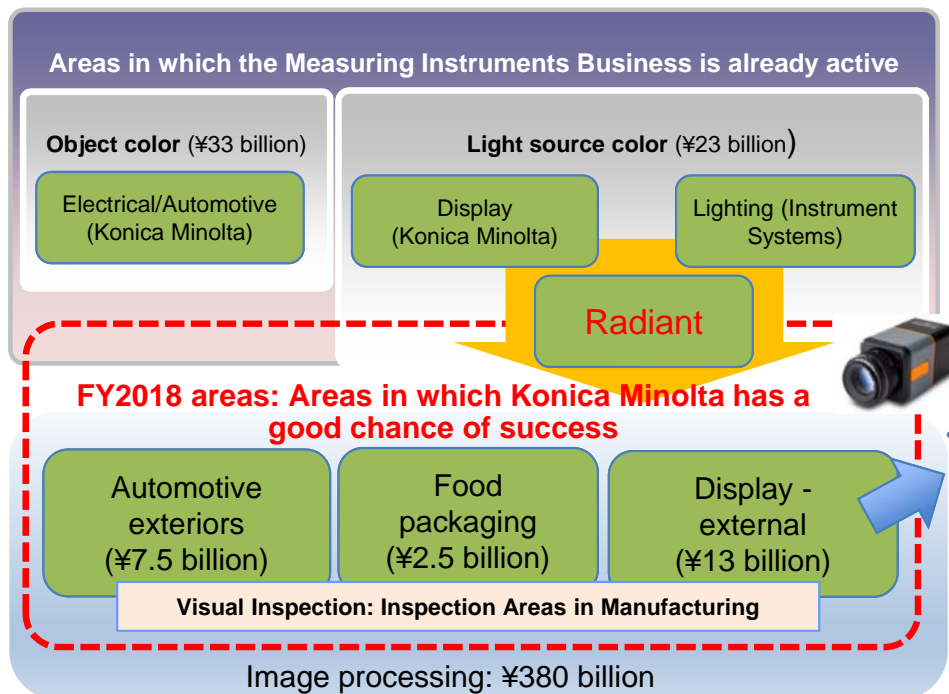 Areas in which the Measuring Instruments Business is already active
Object color (¥33 billion)
Electrical/Automotive
(Konica Minolta)
Light source color (¥23 billion)
Display
(Konica Minolta)
Lighting (Instrument
Systems)
Radiant
FY2018 areas: Areas in which Konica Minolta has a
good chance of success
Automotive
exteriors
(¥7.5 billion)
Food
packaging
(¥2.5 billion)
Display -
external
(¥13 billion)
Visual Inspection: Inspection Areas in Manufacturing
Image processing: ¥380 billion